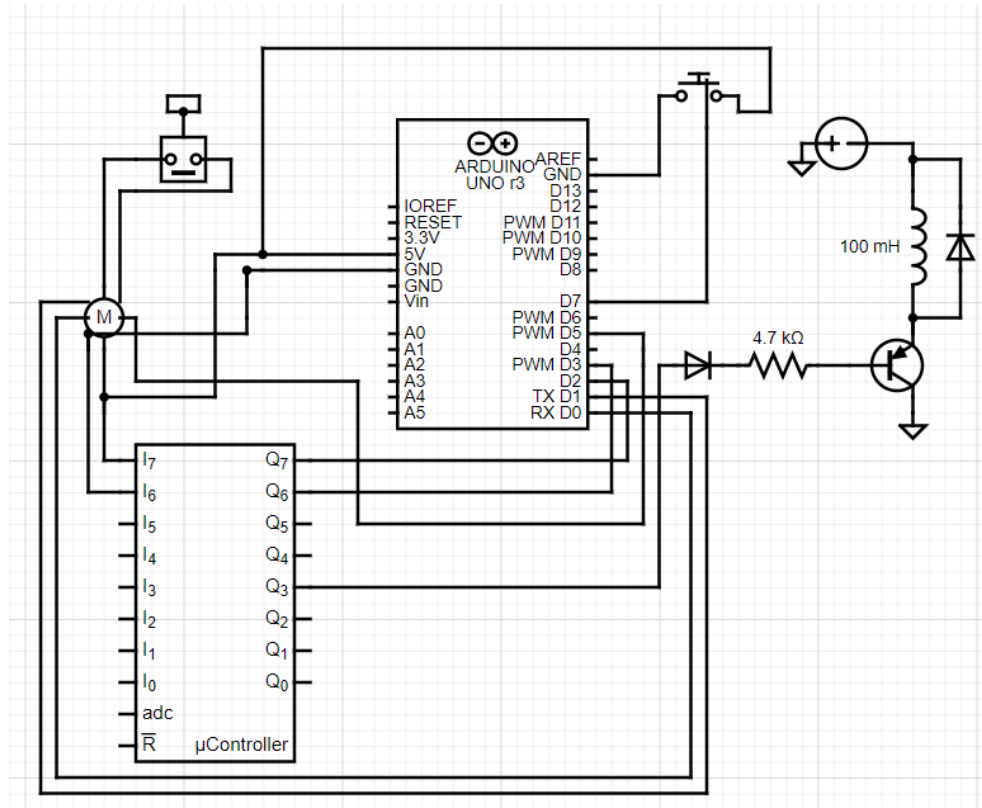 ARDUINO
UNO r3
AREF
GND
D13
D12
PWM D11
PWM D10
PWM D9
D8
D7
PWM D6
PWM D5
D4
PWM D3
D2
TX D1
RX D0
IOREF
RESET
3.3V
5V
GND
GND
Vin
A0
A1
A2
A3
A4
A5
M
100 mH
4.7 kΩ
I₇ Q₇
I₆ Q₆
I₅ Q₅
I₄ Q₄
I₃ Q₃
I₂ Q₂
I₁ Q₁
I₀ Q₀
adc
R̅ µController